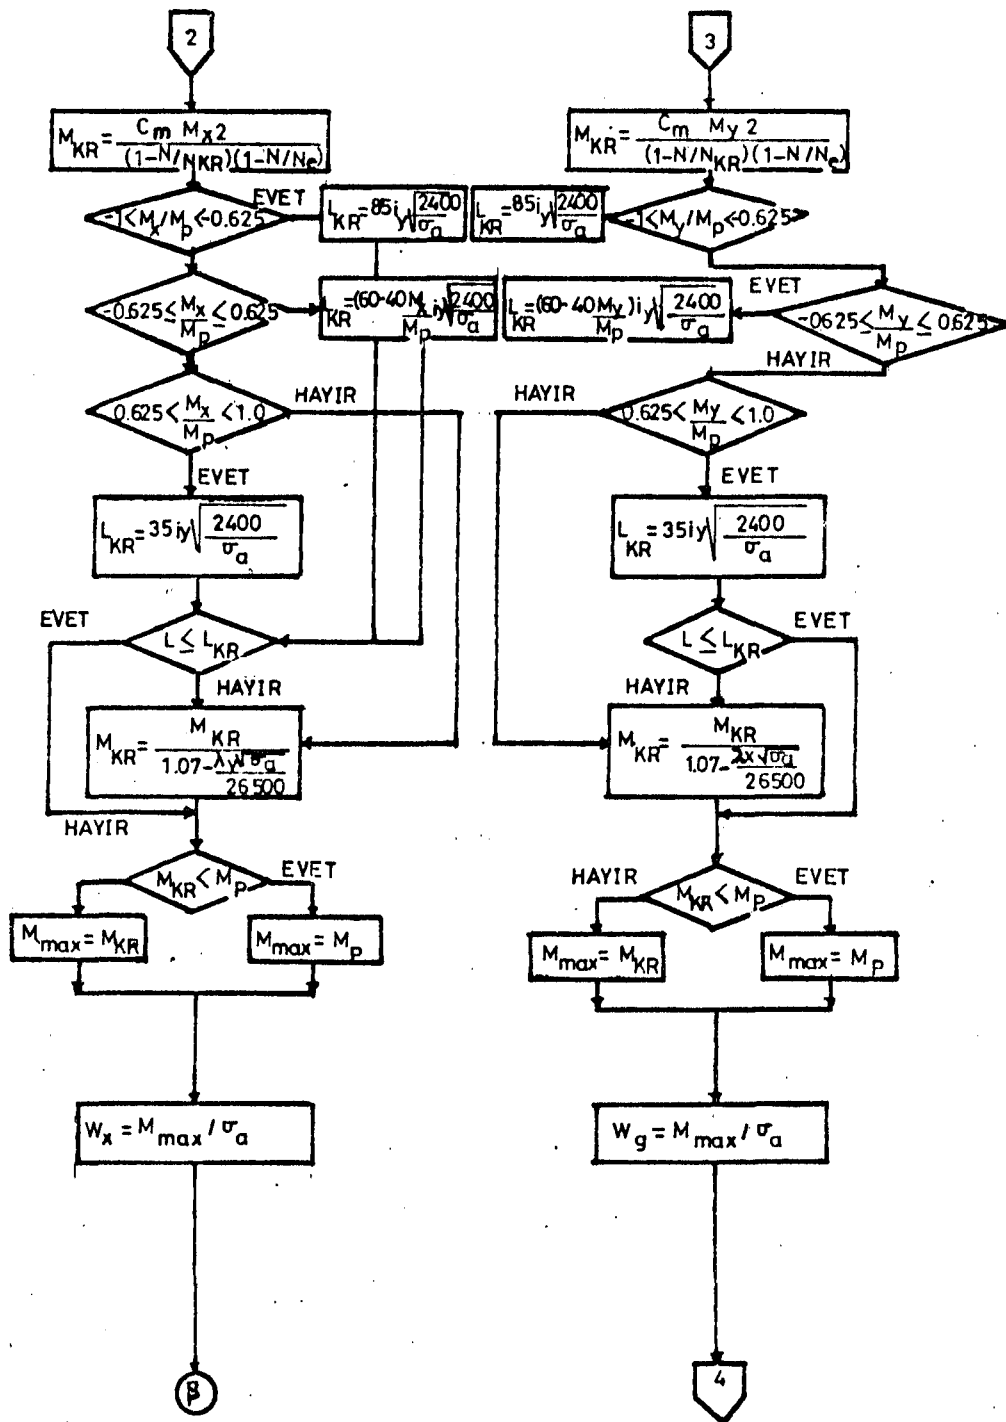 2
M_KR = C_m M_x2 / (1-N/N_KR)(1-N/N_e)
-1<M_x/M_p<-0.625
EVET
L_KR=85i_y√(2400/σ_a)
-0.625≤M_x/M_p≤0.625
L_KR=(60-40M_x/M_p i_y√(2400/σ_a)
0.625<M_x/M_p<1.0
HAYIR
EVET
L_KR=35iy√(2400/σ_a)
EVET
L≤L_KR
HAYIR
M_KR= M_KR / (1.07-λy√σ_a/26500)
HAYIR
M_KR<M_P
EVET
M_max=M_KR
M_max=M_P
W_x=M_max/σ_a
3
M_KR= C_m M_y2 / (1-N/N_KR)(1-N/N_e)
L_KR=85i_y√(2400/σ_a)
-1<M_y/M_p≤-0.625
EVET
L_KR=(60-40M_y/M_p)i_y√(2400/σ_a)
-0625≤M_y/M_p≤0.625
HAYIR
HAYIR
0.625<M_y/M_p<1.0
EVET
L_KR=35iy√(2400/σ_a)
L≤L_KR
EVET
HAYIR
M_KR= M_KR / (1.07-λx√σ_a/26500)
HAYIR
M_KR<M_P
EVET
M_max=M_KR
M_max=M_P
W_g=M_max/σ_a
4